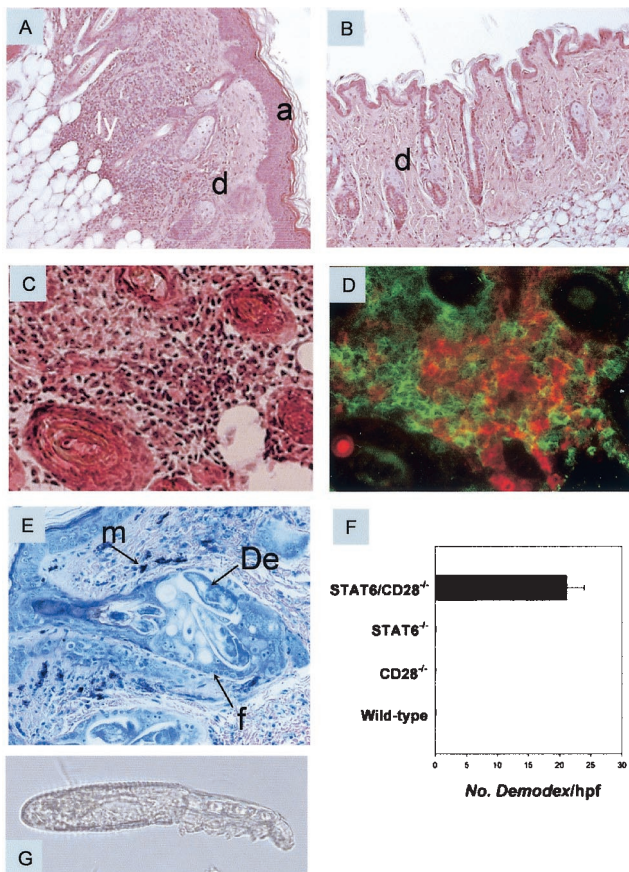 A
B
ly
a
d
d
C
D
E
m
De
f
F
STAT6/CD28-/-
STAT6-/-
CD28-/-
Wild-type
0 5 10 15 20 25 30
No. Demodex/hpf
G